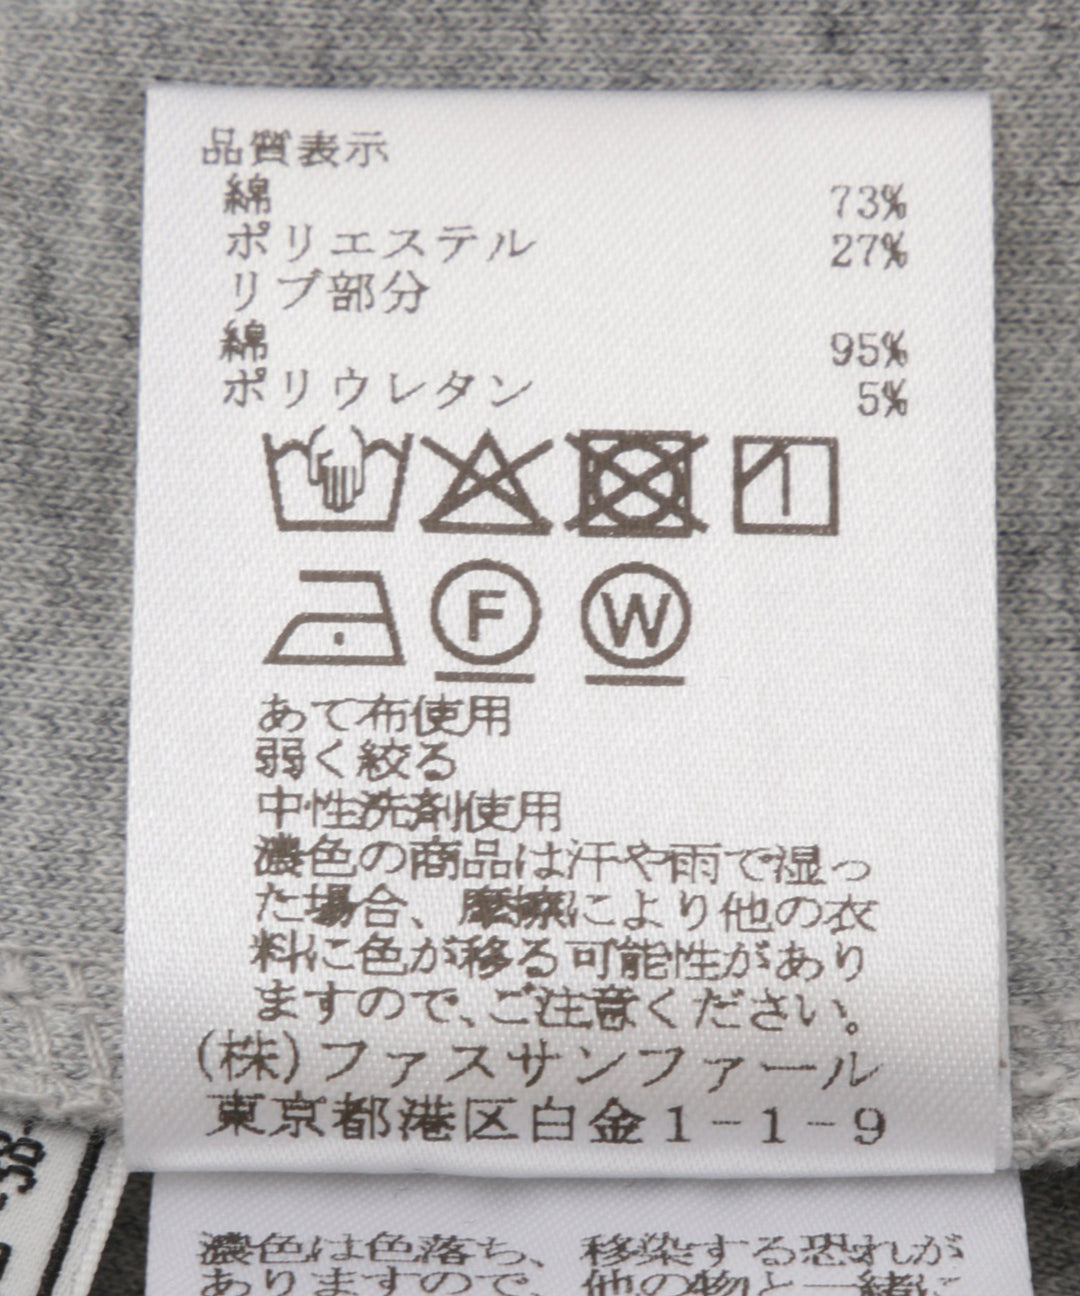 品質表示
綿 73%
ポリエステル 27%
リブ部分
綿 95%
ポリウレタン 5%
F W
あて布使用
弱く絞る
中性洗剤使用
濃色の商品は汗や雨で湿っ
た場合、摩擦により他の衣
料に色が移る可能性があり
ますので、ご注意ください。
(株)ファスサンファール
東京都港区白金1-1-9
濃色は色落ち、移染する恐れが
ありますので、他の物と一緒に
38